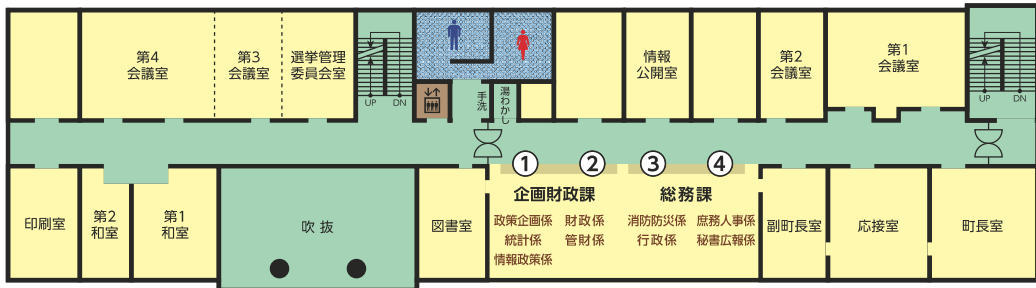 第4
会議室
第3
会議室
選挙管理
委員会室
UP
DN
手洗
湯わかし
情報
公開室
第2
会議室
第1
会議室
UP
DN
①
②
③
④
企画財政課
総務課
政策企画係
財政係
消防防災係
庶務人事係
統計係
管財係
行政係
秘書広報係
情報政策係
印刷室
第2
和室
第1
和室
吹抜
図書室
副町長室
応接室
町長室